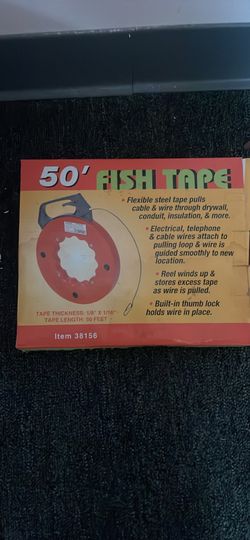 50' FISH TAPE
• Flexible steel tape pulls
cable & wire through drywall,
conduit, insulation, & more.
• Electrical, telephone
& cable wires attach to
pulling loop & wire is
guided smoothly to new
location.
• Reel winds up &
stores excess tape
as wire is pulled.
• Built-in thumb lock
holds wire in place.
TAPE THICKNESS: 1/8" X 1/16"
TAPE LENGTH: 50 FEET
Item 38156